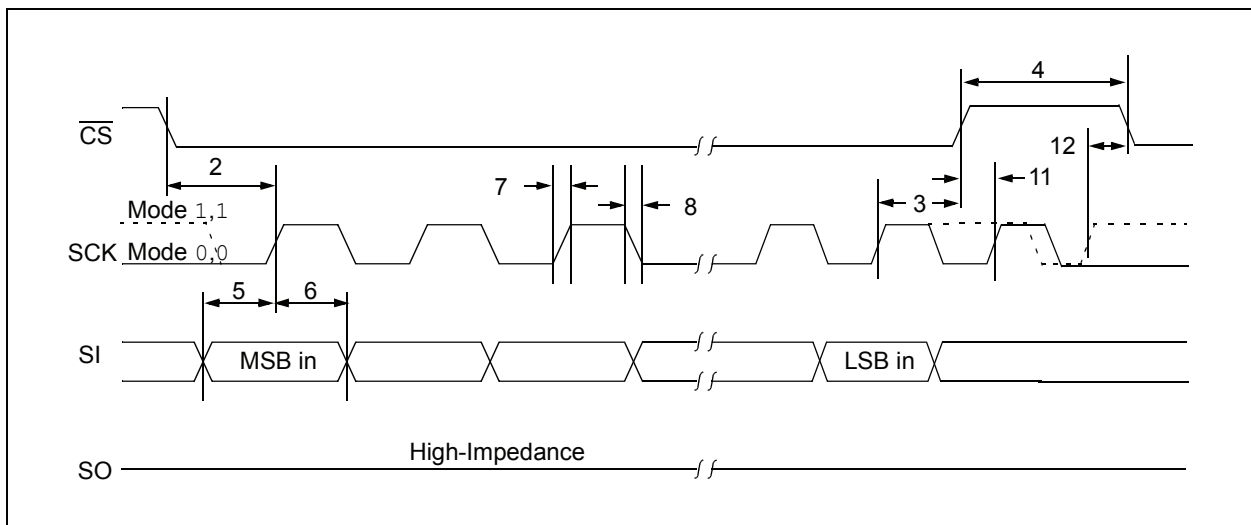 4
CS
12
2
7
11
8
3
Mode 1,1
SCK Mode 0,0
5
6
SI
MSB in
LSB in
High-Impedance
SO